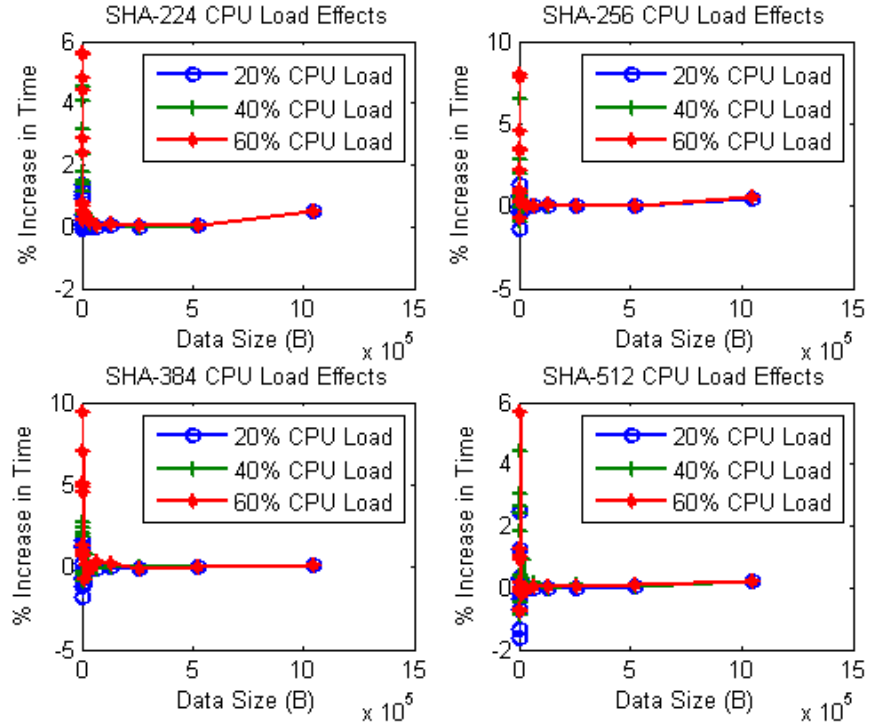 SHA-224 CPU Load Effects
6
4
2
0
-2
% Increase in Time
20% CPU Load
40% CPU Load
60% CPU Load
0
5
10
15
Data Size (B)
x 10^5
SHA-256 CPU Load Effects
10
5
0
-5
% Increase in Time
20% CPU Load
40% CPU Load
60% CPU Load
0
5
10
15
Data Size (B)
x 10^5
SHA-384 CPU Load Effects
10
5
0
-5
% Increase in Time
20% CPU Load
40% CPU Load
60% CPU Load
0
5
10
15
Data Size (B)
x 10^5
SHA-512 CPU Load Effects
6
4
2
0
-2
% Increase in Time
20% CPU Load
40% CPU Load
60% CPU Load
0
5
10
15
Data Size (B)
x 10^5